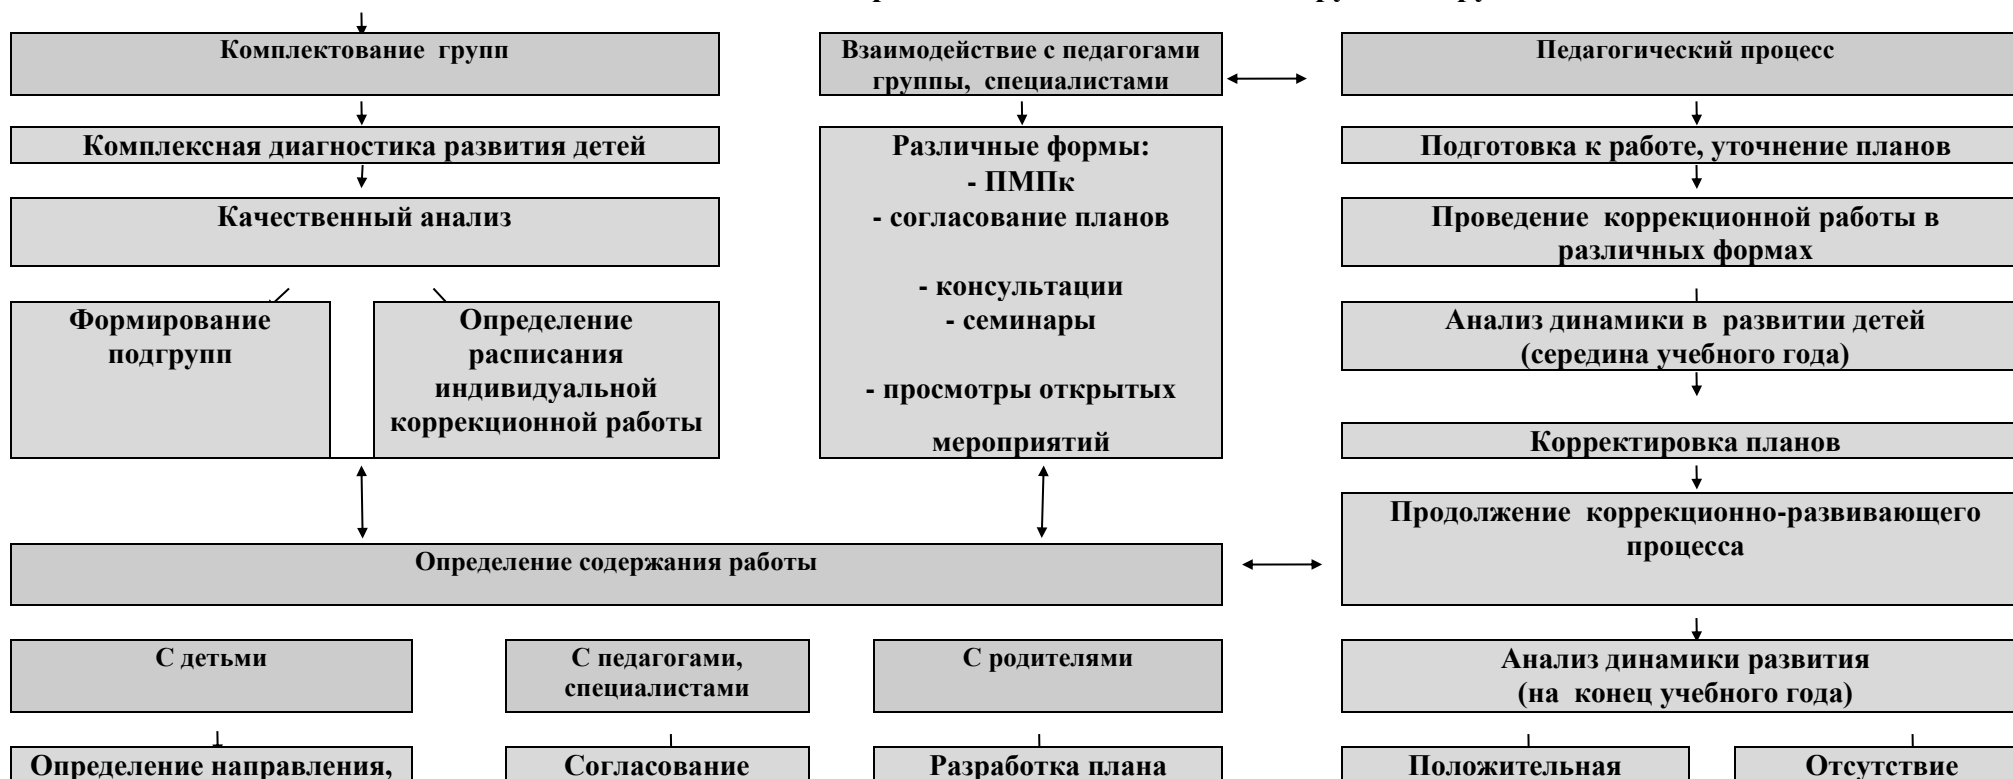 Комплектование групп
Комплексная диагностика развития детей
Качественный анализ
Формирование
подгрупп
Определение
расписания
индивидуальной
коррекционной работы
Взаимодействие с педагогами
группы, специалистами
Различные формы:
- ПМПк
- согласование планов
- консультации
- семинары
- просмотры открытых
мероприятий
Педагогический процесс
Подготовка к работе, уточнение планов
Проведение коррекционной работы в
различных формах
Анализ динамики в развитии детей
(середина учебного года)
Корректировка планов
Продолжение коррекционно-развивающего
процесса
Определение содержания работы
С детьми
С педагогами,
специалистами
С родителями
Анализ динамики развития
(на конец учебного года)
Определение направления,
Согласование
Разработка плана
Положительная
Отсутствие